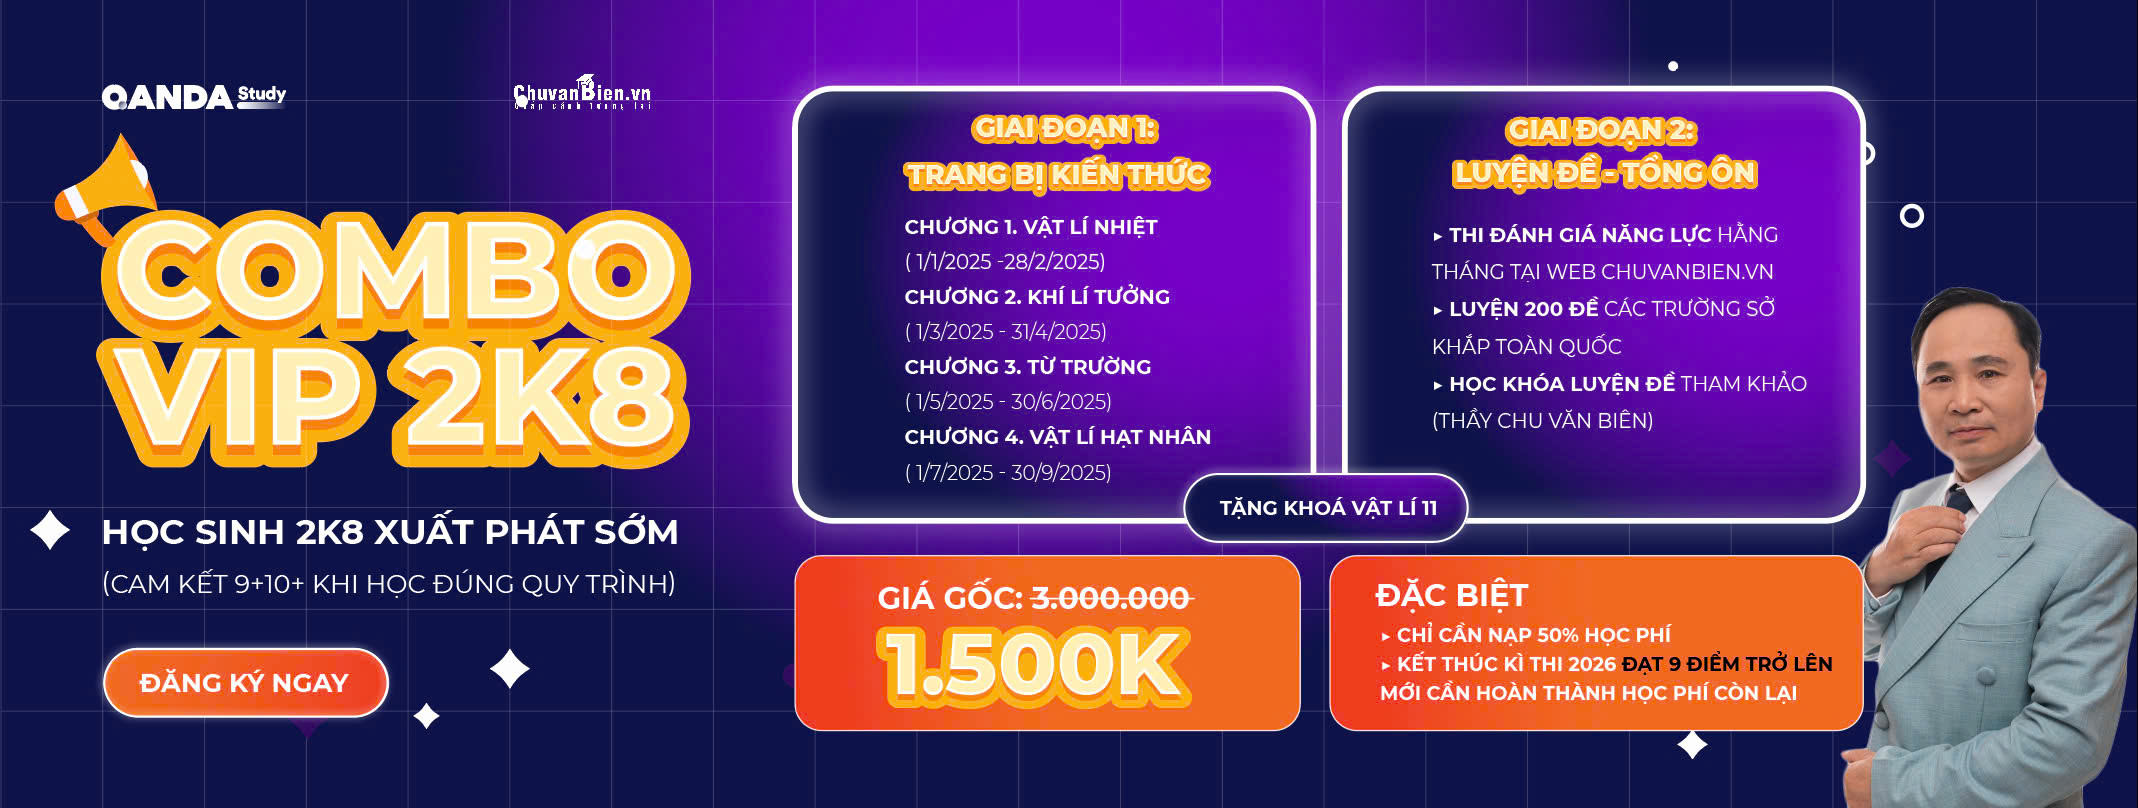 QANDA Study
ChuvanBien.vn
COMBO
VIP 2K8
HỌC SINH 2K8 XUẤT PHÁT SỚM
(CAM KẾT 9+10+ KHI HỌC ĐÚNG QUY TRÌNH)
ĐĂNG KÝ NGAY
GIAI ĐOẠN 1:
TRANG BỊ KIẾN THỨC
CHƯƠNG 1. VẬT LÍ NHIỆT
( 1/1/2025 -28/2/2025)
CHƯƠNG 2. KHÍ LÍ TƯỞNG
( 1/3/2025 - 31/4/2025)
CHƯƠNG 3. TỪ TRƯỜNG
( 1/5/2025 - 30/6/2025)
CHƯƠNG 4. VẬT LÍ HẠT NHÂN
( 1/7/2025 - 30/9/2025)
GIAI ĐOẠN 2:
LUYỆN ĐỀ - TỔNG ÔN
▸ THI ĐÁNH GIÁ NĂNG LỰC HẰNG
THÁNG TẠI WEB CHUVANBIEN.VN
▸ LUYỆN 200 ĐỀ CÁC TRƯỜNG SỞ
KHẮP TOÀN QUỐC
▸ HỌC KHÓA LUYỆN ĐỀ THAM KHẢO
(THẦY CHU VĂN BIÊN)
TẶNG KHOÁ VẬT LÍ 11
GIÁ GỐC: 3.000.000
1.500K
ĐẶC BIỆT
▸ CHỈ CẦN NẠP 50% HỌC PHÍ
▸ KẾT THÚC KÌ THI 2026 ĐẠT 9 ĐIỂM TRỞ LÊN
MỚI CẦN HOÀN THÀNH HỌC PHÍ CÒN LẠI